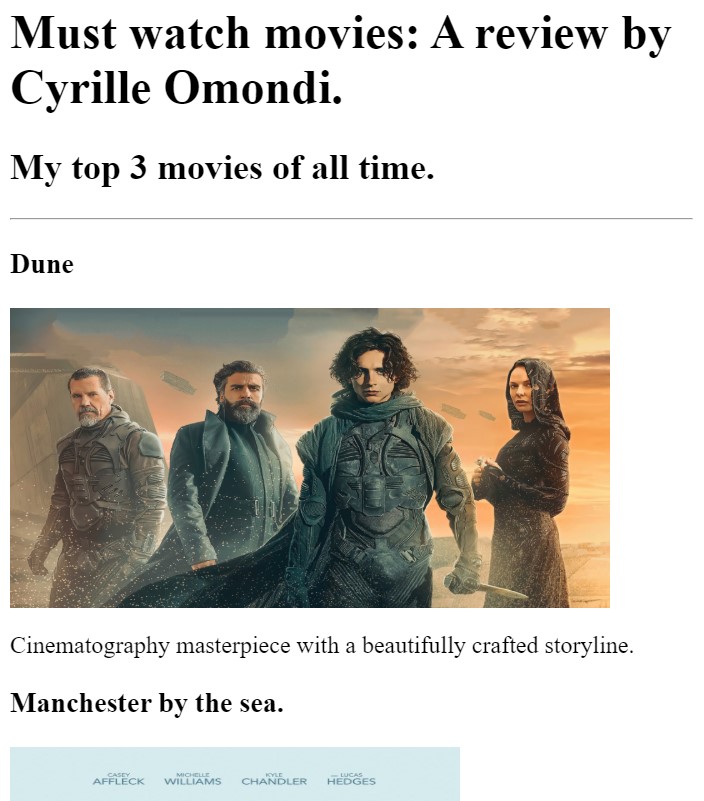 Must watch movies: A review by
Cyrille Omondi.
My top 3 movies of all time.
Dune
Cinematography masterpiece with a beautifully crafted storyline.
Manchester by the sea.
CASEY AFFLECK MICHELLE WILLIAMS KYLE CHANDLER AND LUCAS HEDGES